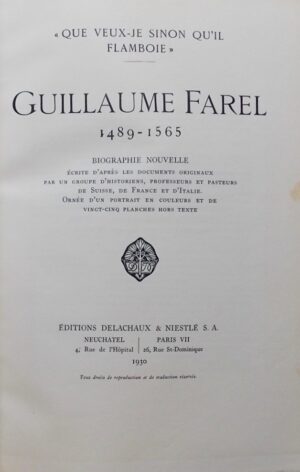 « QUE VEUX-JE SINON QU'IL
FLAMBOIE »
GUILLAUME FAREL
1489-1565
BIOGRAPHIE NOUVELLE
ÉCRITE D'APRÈS LES DOCUMENTS ORIGINAUX
PAR UN GROUPE D'HISTORIENS, PROFESSEURS ET PASTEURS
DE SUISSE, DE FRANCE ET D'ITALIE.
ORNÉE D'UN PORTRAIT EN COULEURS ET DE
VINGT-CINQ PLANCHES HORS TEXTE
ÉDITIONS DELACHAUX & NIESTLÉ S. A.
NEUCHATEL PARIS VII
4, Rue de l'Hôpital 26, Rue St-Dominique
1930
Tous droits de reproduction et de traduction réservés.